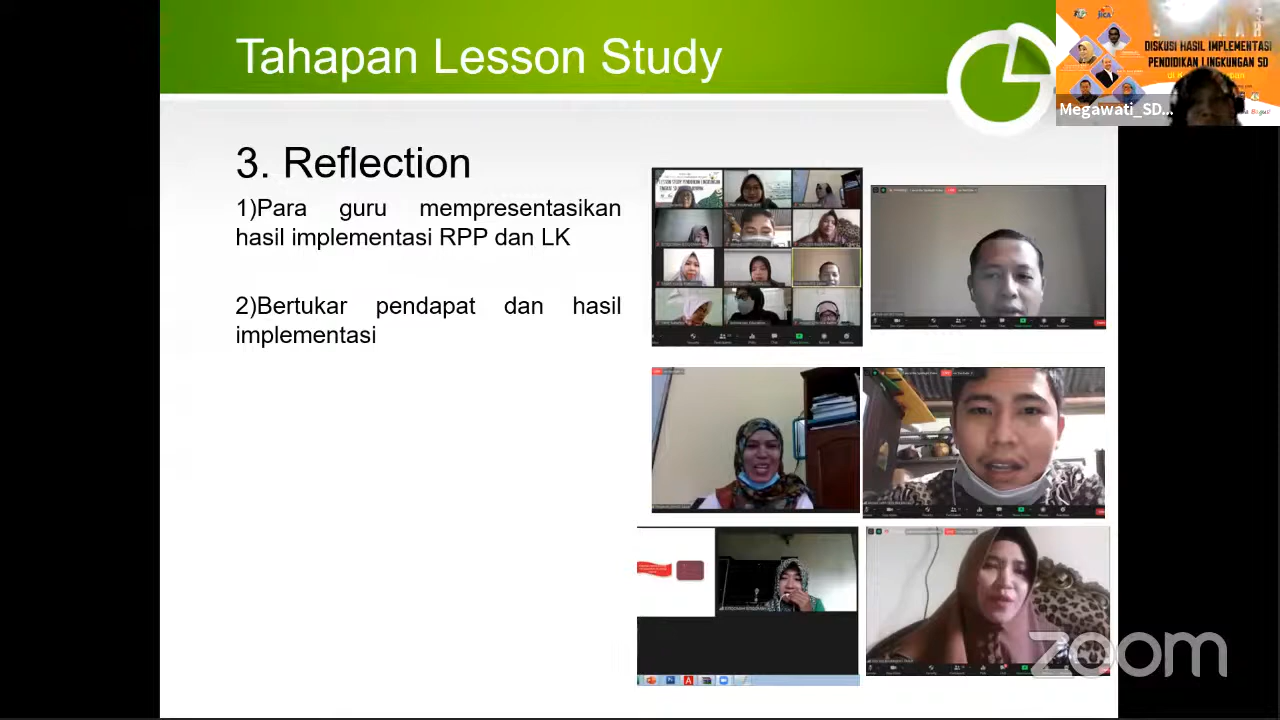 Tahapan Lesson Study
3. Reflection
1)Para guru mempresentasikan
hasil implementasi RPP dan LK
2)Bertukar pendapat dan hasil
implementasi
DISKUSI HASIL IMPLEMENTASI
PENDIDIKAN LINGKUNGAN SD
Megawati_SD...
zoom